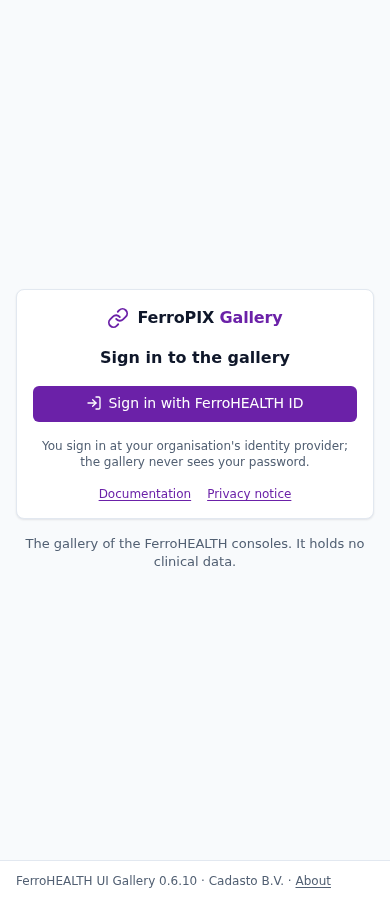 FerroPIX Gallery
Sign in to the gallery
Sign in with FerroHEALTH ID
You sign in at your organisation's identity provider;
the gallery never sees your password.
Documentation Privacy notice
The gallery of the FerroHEALTH consoles. It holds no
clinical data.
FerroHEALTH UI Gallery 0.6.10 · Cadasto B.V. · About